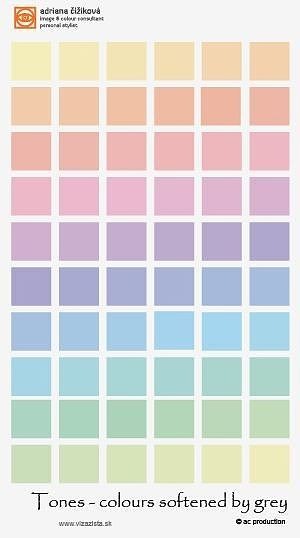 adriana čižiková
image & colour consultant
personal stylist
Tones - colours softened by grey
www.vizazista.sk
© ac production